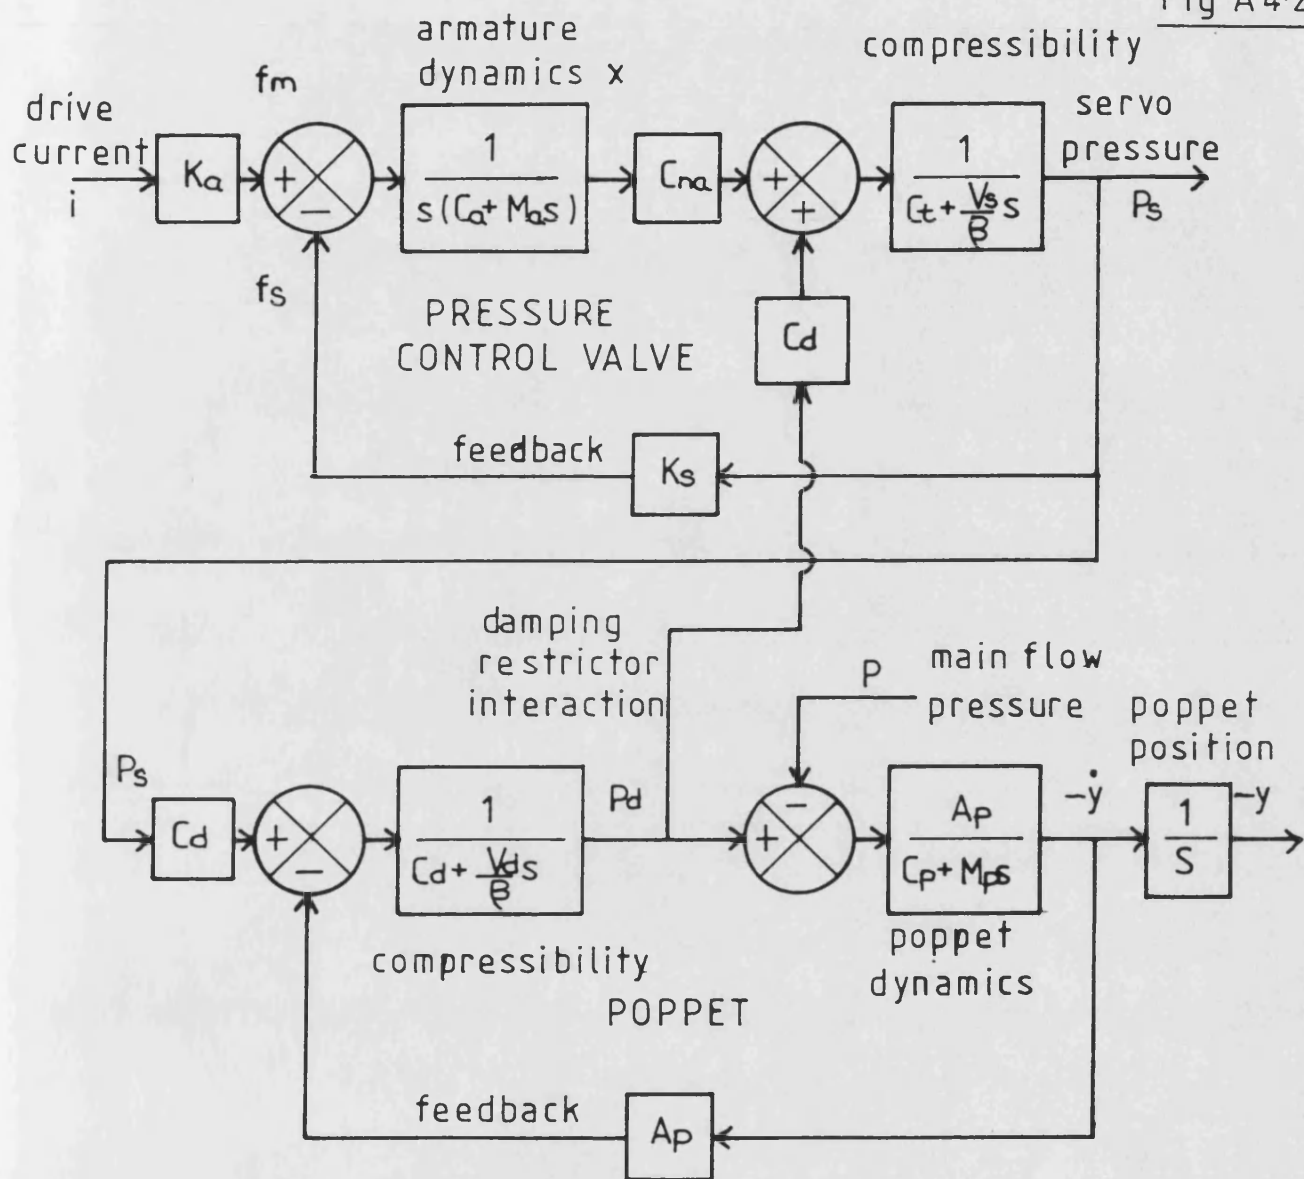 Fig A4·2
armature
dynamics x
compressibility
drive
current
i
Ka
fm
+
−
fs
1
s(Ca+ Mas)
Cna
+
+
1
Ct + Vs/β s
servo
pressure
Ps
PRESSURE
CONTROL VALVE
Cd
feedback
Ks
damping
restrictor
interaction
P
main flow
pressure
poppet
position
Ps
Cd
+
−
1
Cd + Vd/β s
Pd
+
−
Ap
Cp + Mps
−ẏ
1
S
−y
compressibility
POPPET
poppet
dynamics
feedback
Ap